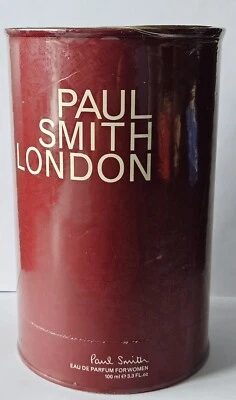 PAUL
SMITH
LONDON
Paul Smith
EAU DE PARFUM FOR WOMEN
100 ml ℮ 3.3 FL.oz